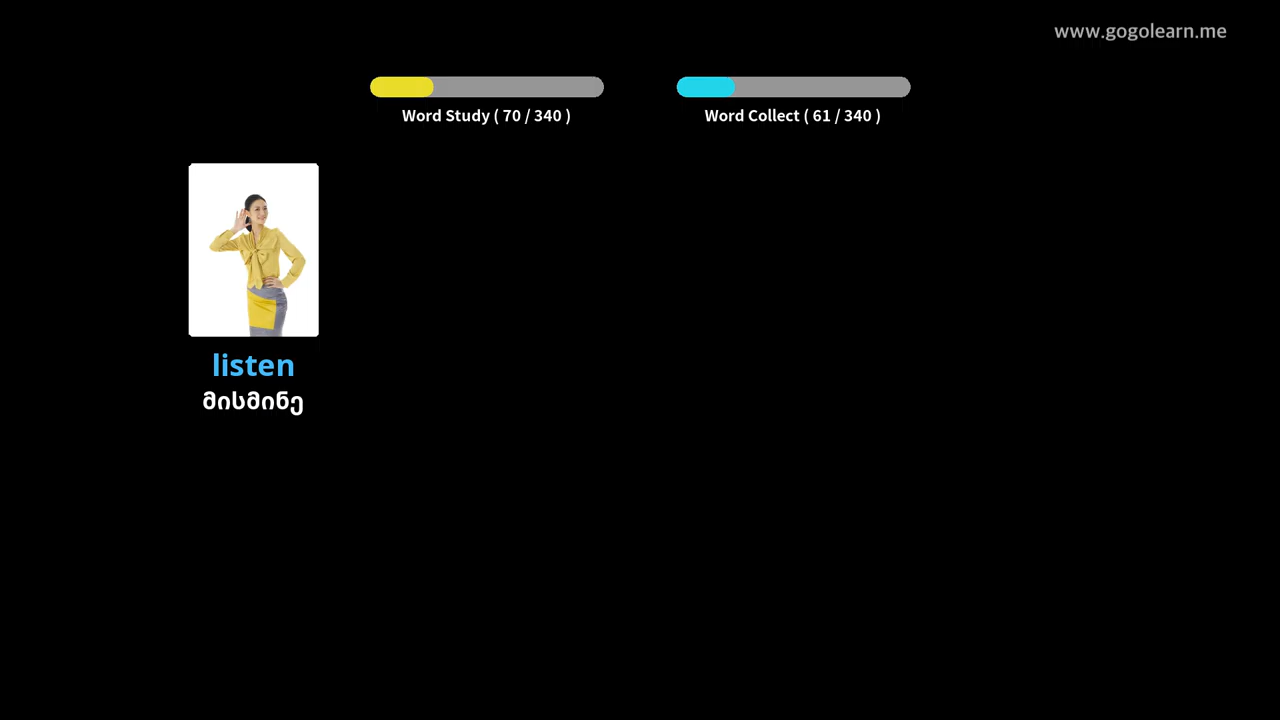 www.gogolearn.me
Word Study ( 70 / 340 )
Word Collect ( 61 / 340 )
listen
მისმინე